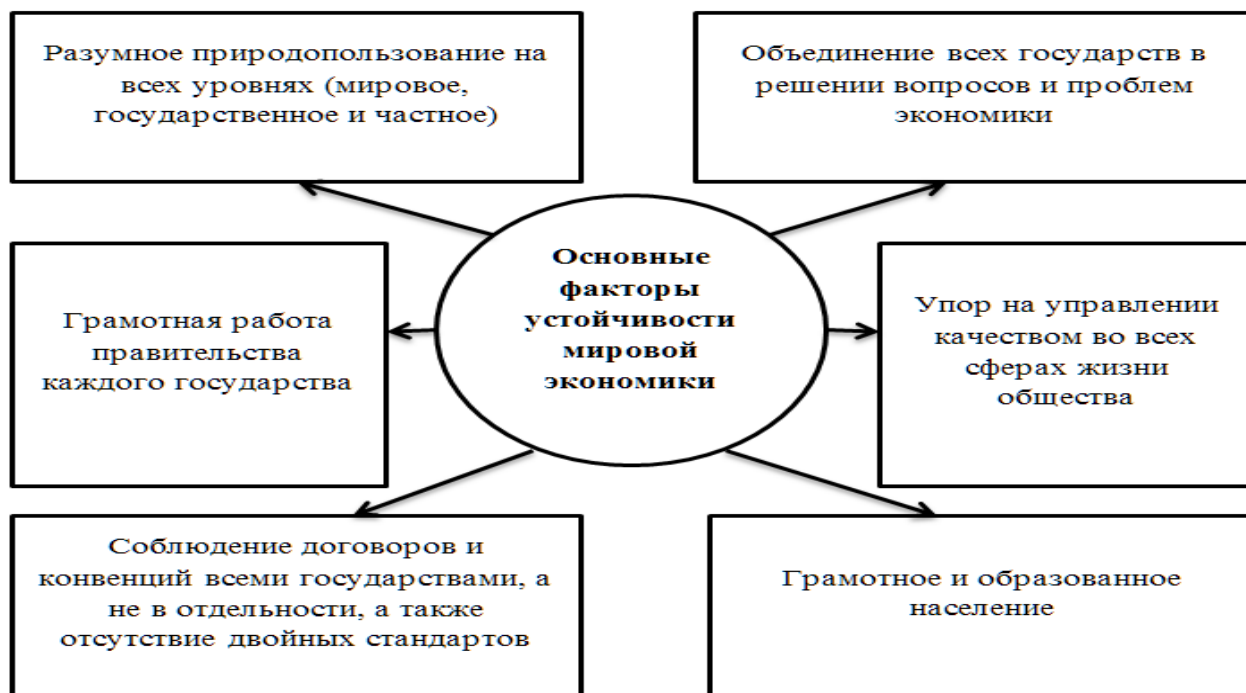 Разумное природопользование на
всех уровнях (мировое,
государственное и частное)
Объединение всех государств в
решении вопросов и проблем
экономики
Грамотная работа
правительства
каждого государства
Основные
факторы
устойчивости
мировой
экономики
Упор на управлении
качеством во всех
сферах жизни
общества
Соблюдение договоров и
конвенций всеми государствами, а
не в отдельности, а также
отсутствие двойных стандартов
Грамотное и образованное
население